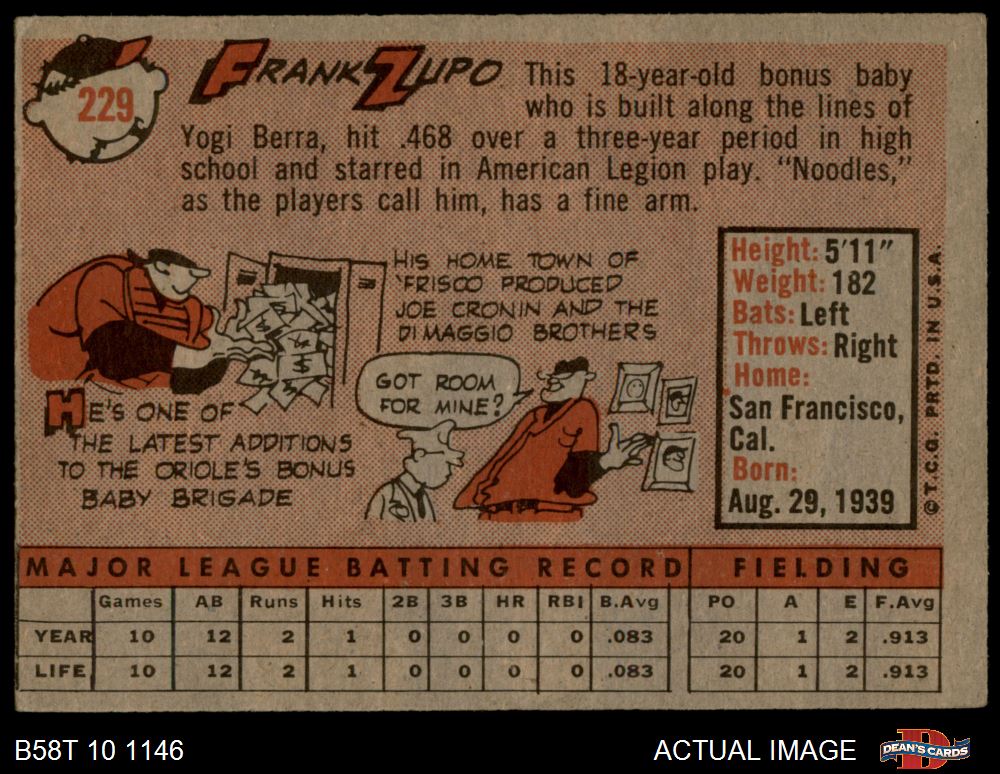 229
FRANK ZUPO
This 18-year-old bonus baby
who is built along the lines of
Yogi Berra, hit .468 over a three-year period in high
school and starred in American Legion play. "Noodles,"
as the players call him, has a fine arm.
HIS HOME TOWN OF
'FRISCO PRODUCED
JOE CRONIN AND THE
DI MAGGIO BROTHERS
GOT ROOM
FOR MINE?
HE'S ONE OF
THE LATEST ADDITIONS
TO THE ORIOLE'S BONUS
BABY BRIGADE
Height: 5'11"
Weight: 182
Bats: Left
Throws: Right
Home:
San Francisco,
Cal.
Born:
Aug. 29, 1939
©T.C.G. PRTD. IN U.S.A.
MAJOR LEAGUE BATTING RECORD FIELDING
Games AB Runs Hits 2B 3B HR RBI B.Avg PO A E F.Avg
YEAR 10 12 2 1 0 0 0 0 .083 20 1 2 .913
LIFE 10 12 2 1 0 0 0 0 .083 20 1 2 .913
B58T 10 1146
ACTUAL IMAGE
DEAN'S CARDS